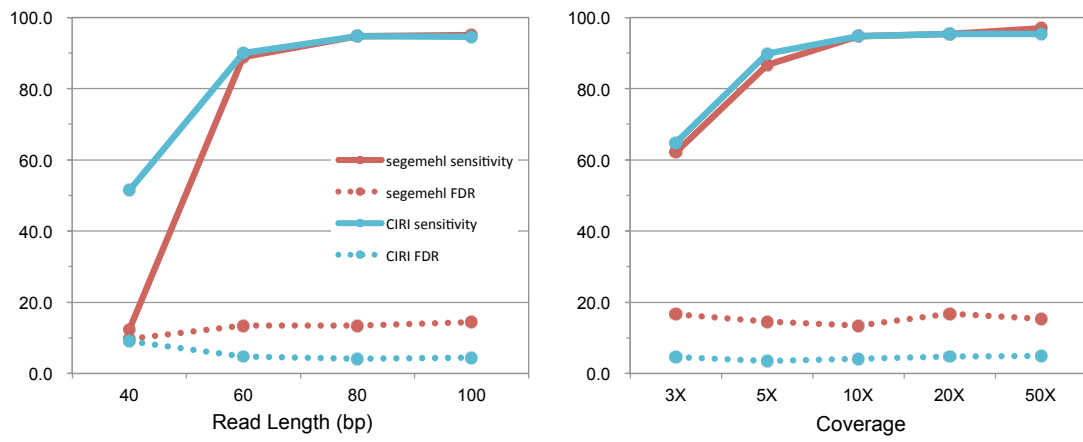 100.0
80.0
60.0
40.0
20.0
0.0
40 60 80 100
Read Length (bp)
segemehl sensitivity
segemehl FDR
CIRI sensitivity
CIRI FDR
100.0
80.0
60.0
40.0
20.0
0.0
3X 5X 10X 20X 50X
Coverage